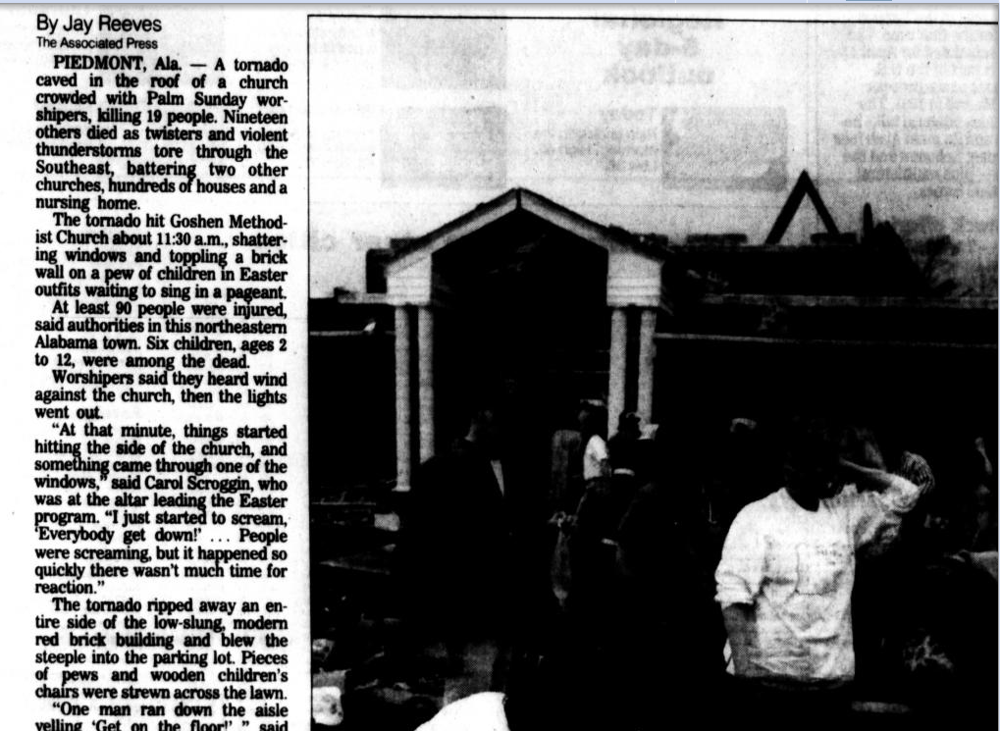 By Jay Reeves
The Associated Press
PIEDMONT, Ala. — A tornado
caved in the roof of a church
crowded with Palm Sunday wor-
shipers, killing 19 people. Nineteen
others died as twisters and violent
thunderstorms tore through the
Southeast, battering two other
churches, hundreds of houses and a
nursing home.
The tornado hit Goshen Method-
ist Church about 11:30 a.m., shatter-
ing windows and toppling a brick
wall on a pew of children in Easter
outfits waiting to sing in a pageant.
At least 90 people were injured,
said authorities in this northeastern
Alabama town. Six children, ages 2
to 12, were among the dead.
Worshipers said they heard wind
against the church, then the lights
went out.
“At that minute, things started
hitting the side of the church, and
something came through one of the
windows,” said Carol Scroggin, who
was at the altar leading the Easter
program. “I just started to scream,
‘Everybody get down!’ ... People
were screaming, but it happened so
quickly there wasn’t much time for
reaction.”
The tornado ripped away an en-
tire side of the low-slung, modern
red brick building and blew the
steeple into the parking lot. Pieces
of pews and wooden children’s
chairs were strewn across the lawn.
“One man ran down the aisle
yelling ‘Get on the floor!’ ” said